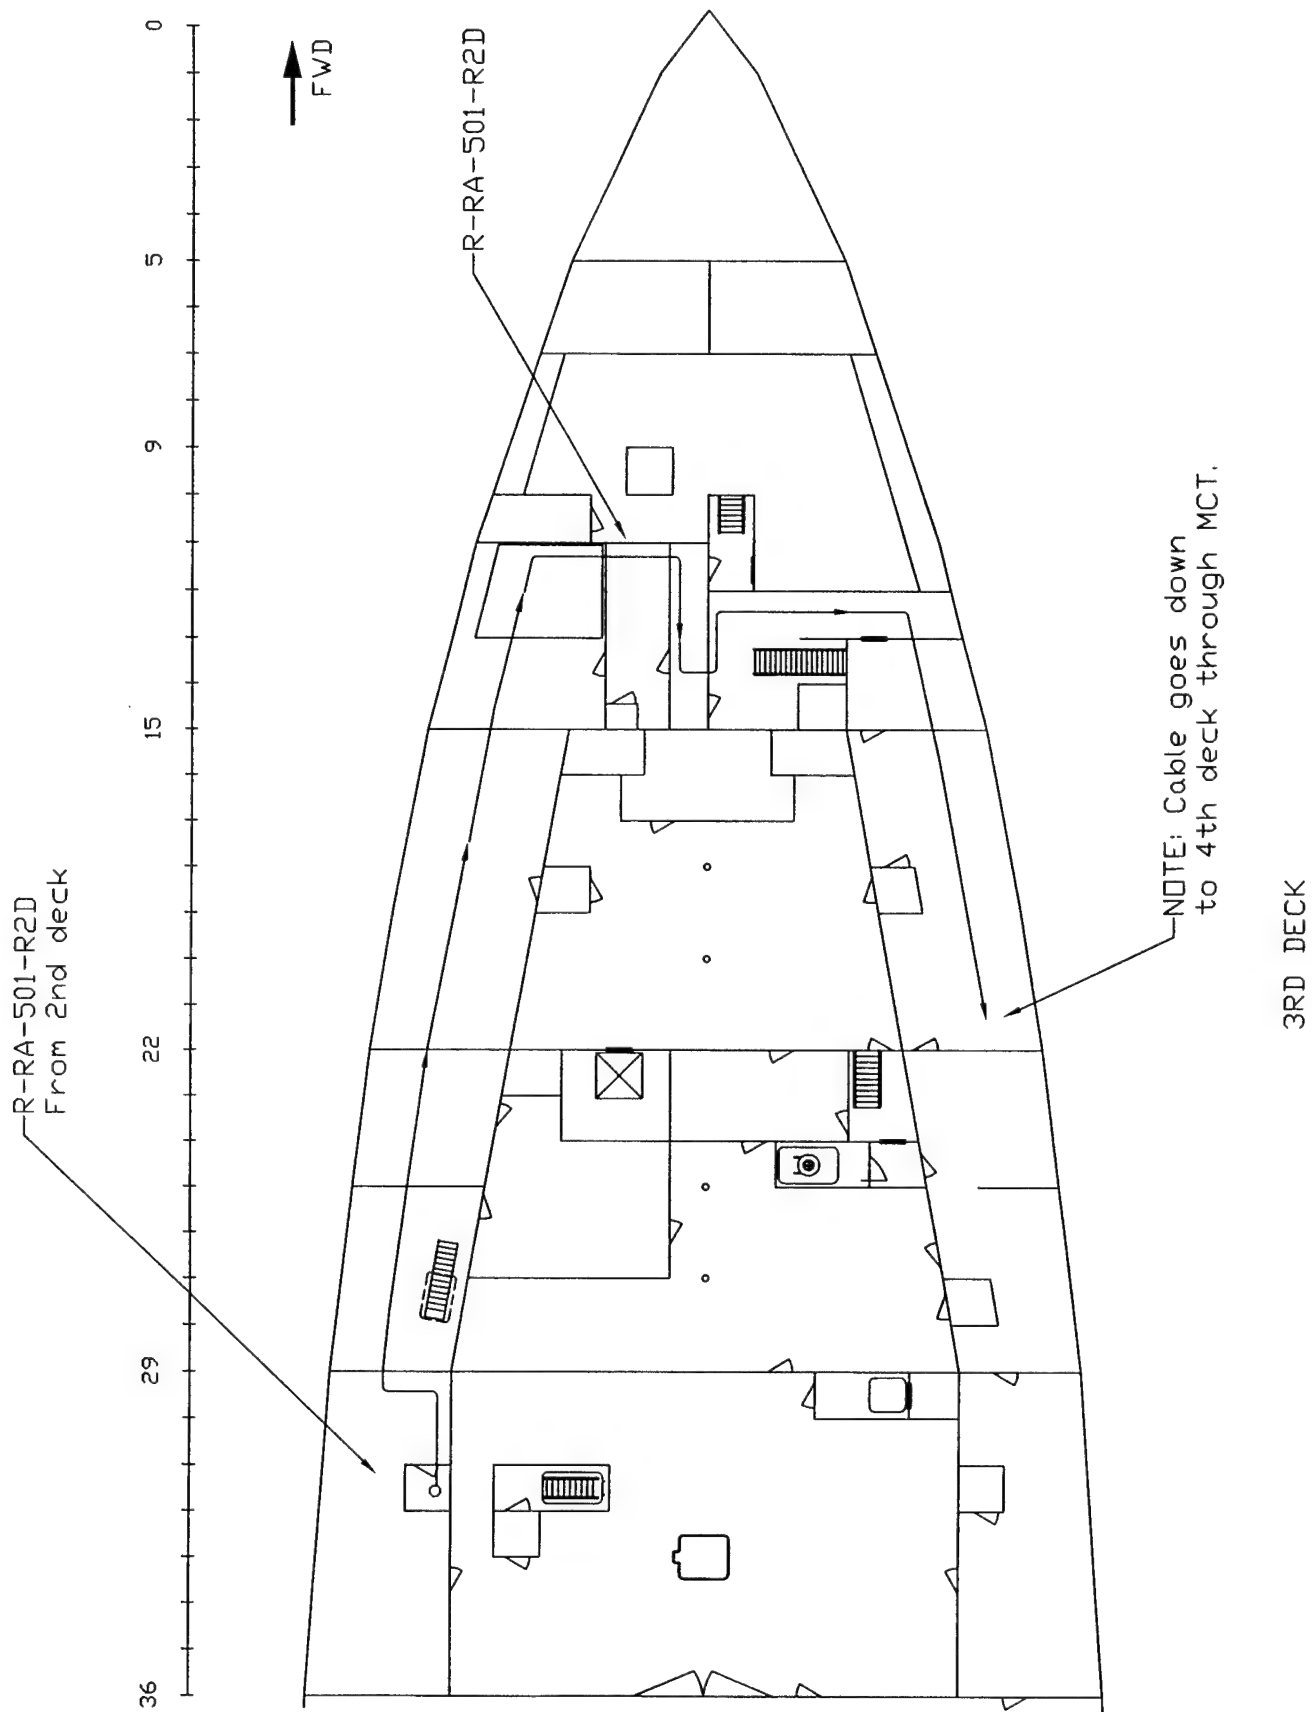 0
5
9
15
22
29
36
FWD
R-RA-501-R2D
R-RA-501-R2D
From 2nd deck
NOTE: Cable goes down
to 4th deck through MCT.
3RD DECK